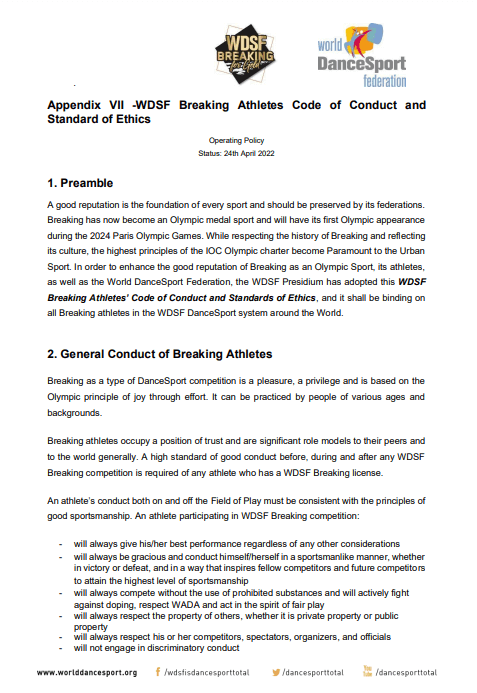 WDSF
BREAKING
for Gold
world
DanceSport
federation
Appendix VII -WDSF Breaking Athletes Code of Conduct and
Standard of Ethics
Operating Policy
Status: 24th April 2022
1. Preamble
A good reputation is the foundation of every sport and should be preserved by its federations.
Breaking has now become an Olympic medal sport and will have its first Olympic appearance
during the 2024 Paris Olympic Games. While respecting the history of Breaking and reflecting
its culture, the highest principles of the IOC Olympic charter become Paramount to the Urban
Sport. In order to enhance the good reputation of Breaking as an Olympic Sport, its athletes,
as well as the World DanceSport Federation, the WDSF Presidium has adopted this WDSF
Breaking Athletes' Code of Conduct and Standards of Ethics, and it shall be binding on
all Breaking athletes in the WDSF DanceSport system around the World.
2. General Conduct of Breaking Athletes
Breaking as a type of DanceSport competition is a pleasure, a privilege and is based on the
Olympic principle of joy through effort. It can be practiced by people of various ages and
backgrounds.
Breaking athletes occupy a position of trust and are significant role models to their peers and
to the world generally. A high standard of good conduct before, during and after any WDSF
Breaking competition is required of any athlete who has a WDSF Breaking license.
An athlete's conduct both on and off the Field of Play must be consistent with the principles of
good sportmanship. An athlete participating in WDSF Breaking competition:
- will always give his/her best performance regardless of any other considerations
- will always be gracious and conduct himself/herself in a sportsmanlike manner, whether
in victory or defeat, and in a way that inspires fellow competitors and future competitors
to attain the highest level of sportsmanship
- will always compete without the use of prohibited substances and will actively fight
against doping, respect WADA and act in the spirit of fair play
- will always respect the property of others, whether it is private property or public
property
- will always respect his or her competitors, spectators, organizers, and officials
- will not engage in discriminatory conduct
www.worlddancesport.org f /wdsfisdancesporttotal /dancesporttotal You Tube /dancesporttotal